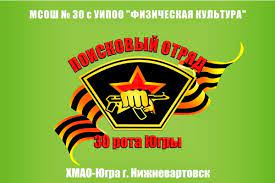 МСОШ № 30 с УИПОО "ФИЗИЧЕСКАЯ КУЛЬТУРА"
ПОИСКОВЫЙ ОТРЯД
30 рота Югры
ХМАО-Югра г. Нижневартовск